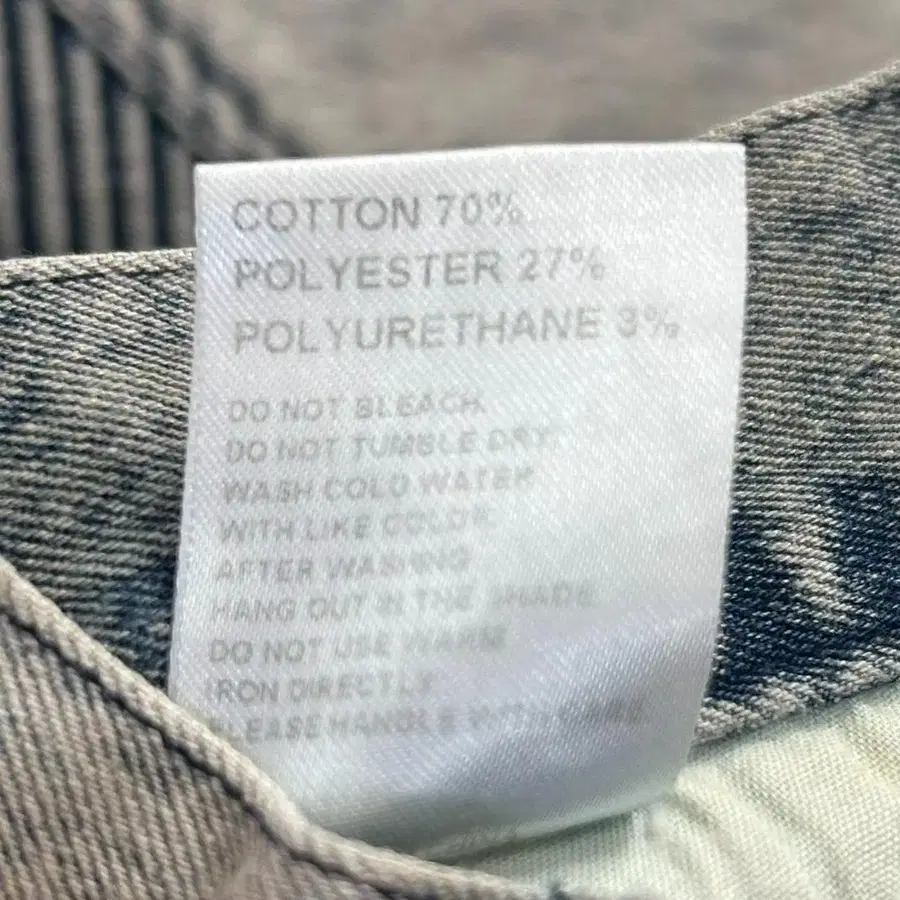 COTTON 70%
POLYESTER 27%
POLYURETHANE 3%
DO NOT BLEACH.
DO NOT TUMBLE DRY
WASH COLD WATER
WITH LIKE COLOR.
AFTER WASHING
HANG OUT IN THE SHADE
DO NOT USE WARM
IRON DIRECTLY
PLEASE HANDLE WITH CARE.